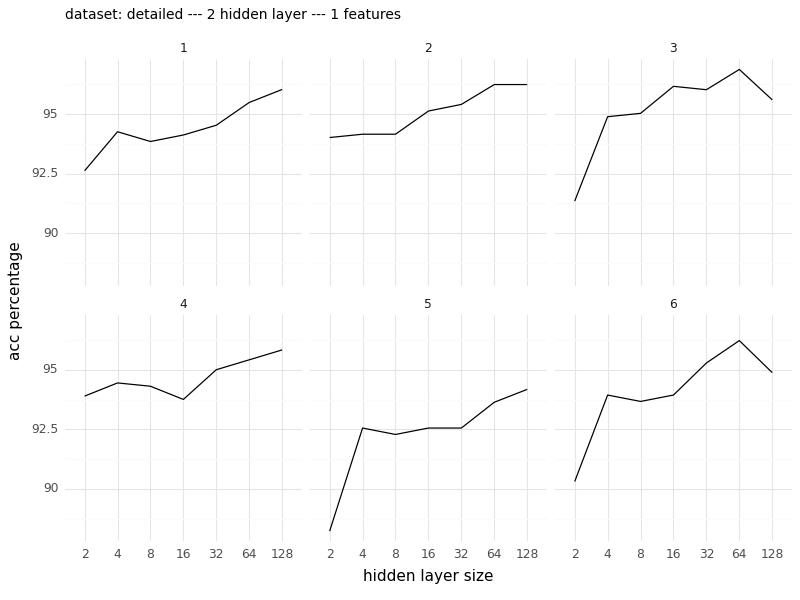 dataset: detailed --- 2 hidden layer --- 1 features
1 2 3
95
92.5
90
4 5 6
95
92.5
90
2 4 8 16 32 64 128 2 4 8 16 32 64 128 2 4 8 16 32 64 128
hidden layer size
acc percentage